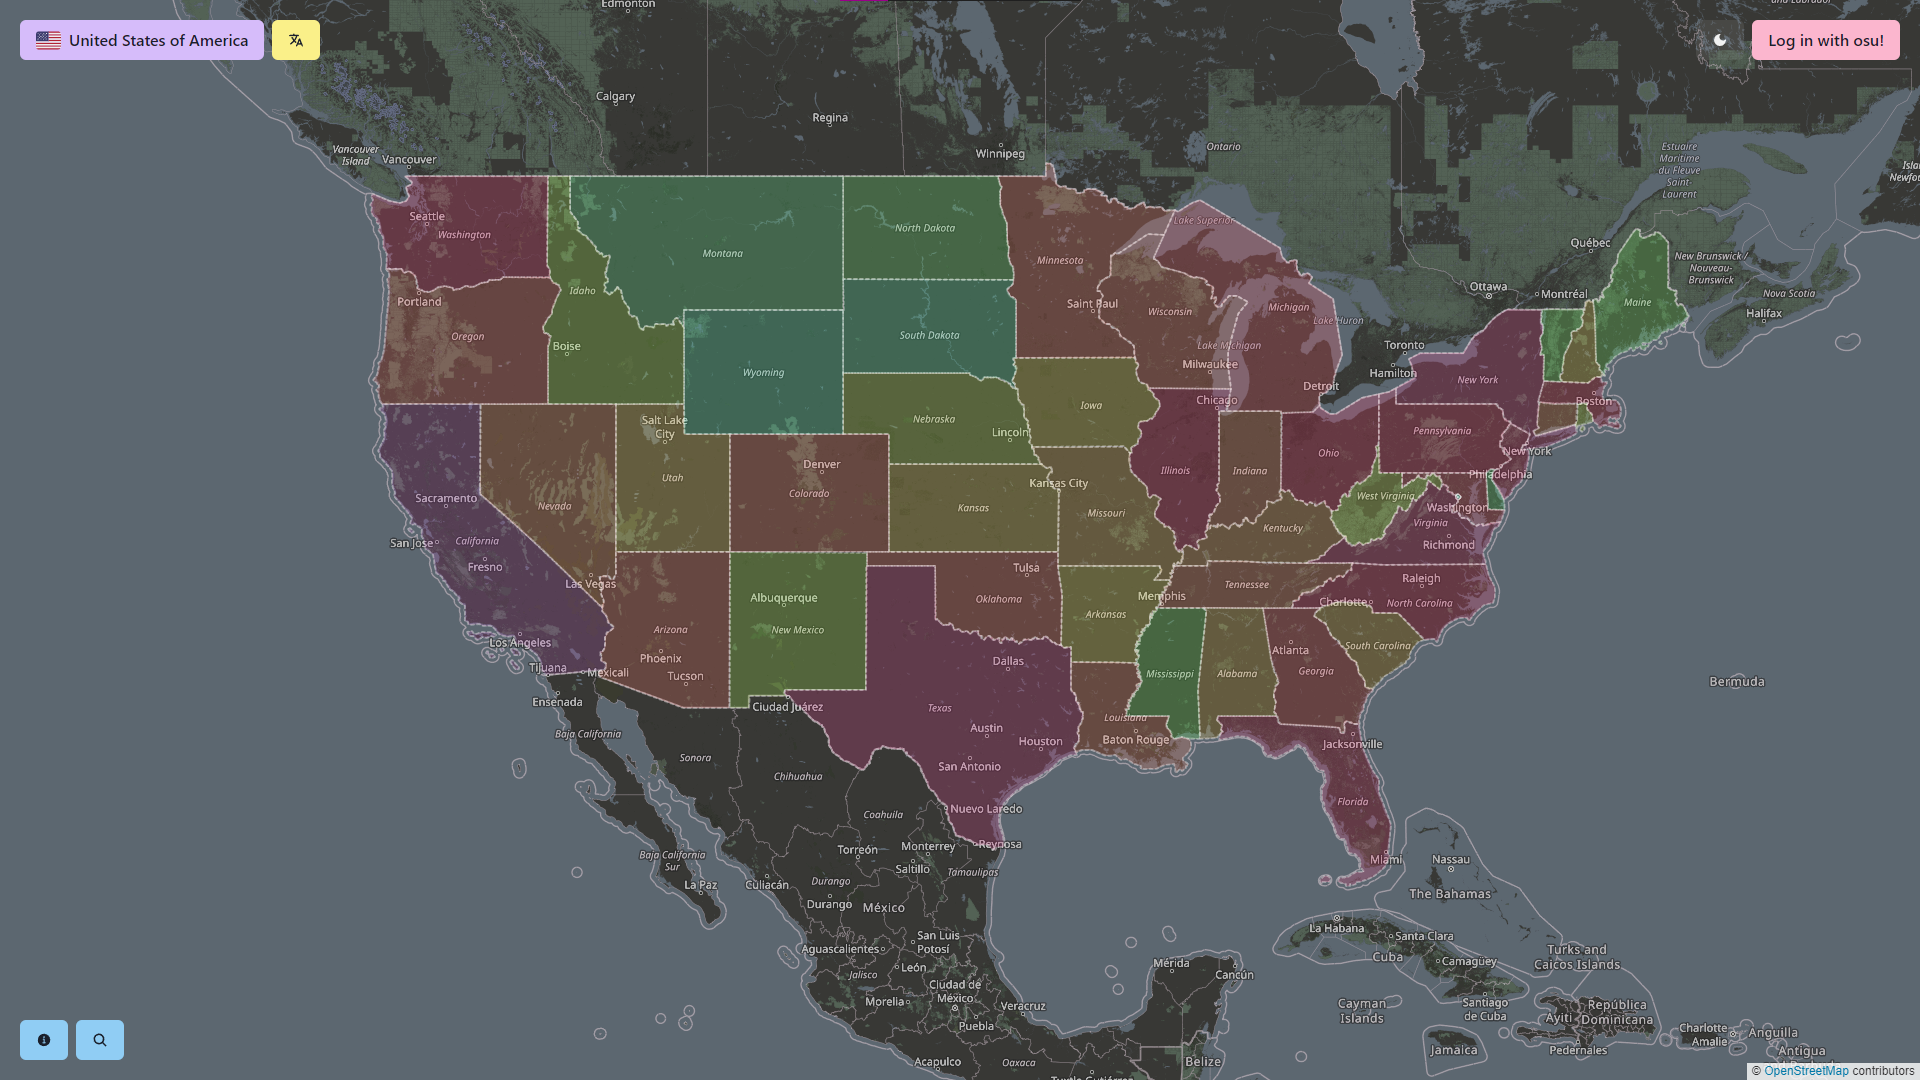 Edmonton
United States of America
Log in with osu!
Calgary
Regina
Winnipeg
Ontario
Vancouver
Island
Vancouver
Estuaire
Maritime
du Fleuve
Saint-
Laurent
Seattle
Washington
Montana
North Dakota
Minnesota
Lake Superior
Québec
New Brunswick /
Nouveau-
Brunswick
Nova Scotia
Halifax
Ottawa
Montréal
Maine
Idaho
Portland
Oregon
Boise
Wyoming
South Dakota
Saint Paul
Wisconsin
Michigan
Lake Huron
Lake Michigan
Milwaukee
Toronto
Hamilton
Detroit
New York
Chicago
Boston
Salt Lake
City
Nebraska
Lincoln
Iowa
Illinois
Indiana
Ohio
Pennsylvania
New York
Philadelphia
Denver
Colorado
Utah
Nevada
Sacramento
San Jose
California
Fresno
Kansas City
Kansas
Missouri
Kentucky
West Virginia
Washington
Virginia
Richmond
Las Vegas
Tulsa
Oklahoma
Memphis
Tennessee
Arkansas
Raleigh
Charlotte
North Carolina
South Carolina
Albuquerque
New Mexico
Arizona
Phoenix
Tucson
Los Angeles
Tijuana
Mexicali
Ensenada
Baja California
Ciudad Juárez
Sonora
Chihuahua
Dallas
Texas
Austin
Houston
San Antonio
Louisiana
Baton Rouge
Mississippi
Alabama
Atlanta
Georgia
Jacksonville
Florida
Miami
Bermuda
Nuevo Laredo
Coahuila
Reynosa
Torreón
Monterrey
Saltillo
Tamaulipas
Baja California
Sur
La Paz
Culiacán
Durango
Durango
México
Nassau
The Bahamas
La Habana
Santa Clara
Cuba
Camagüey
Turks and
Caicos Islands
Aguascalientes
San Luis
Potosí
Jalisco
León
Ciudad de
México
Morelia
Veracruz
Puebla
Acapulco
Oaxaca
Mérida
Cancún
Belize
Cayman
Islands
Santiago
de Cuba
Jamaica
Ayiti
República
Dominicana
Pedernales
Charlotte
Amalie
Anguilla
Antigua
© OpenStreetMap contributors